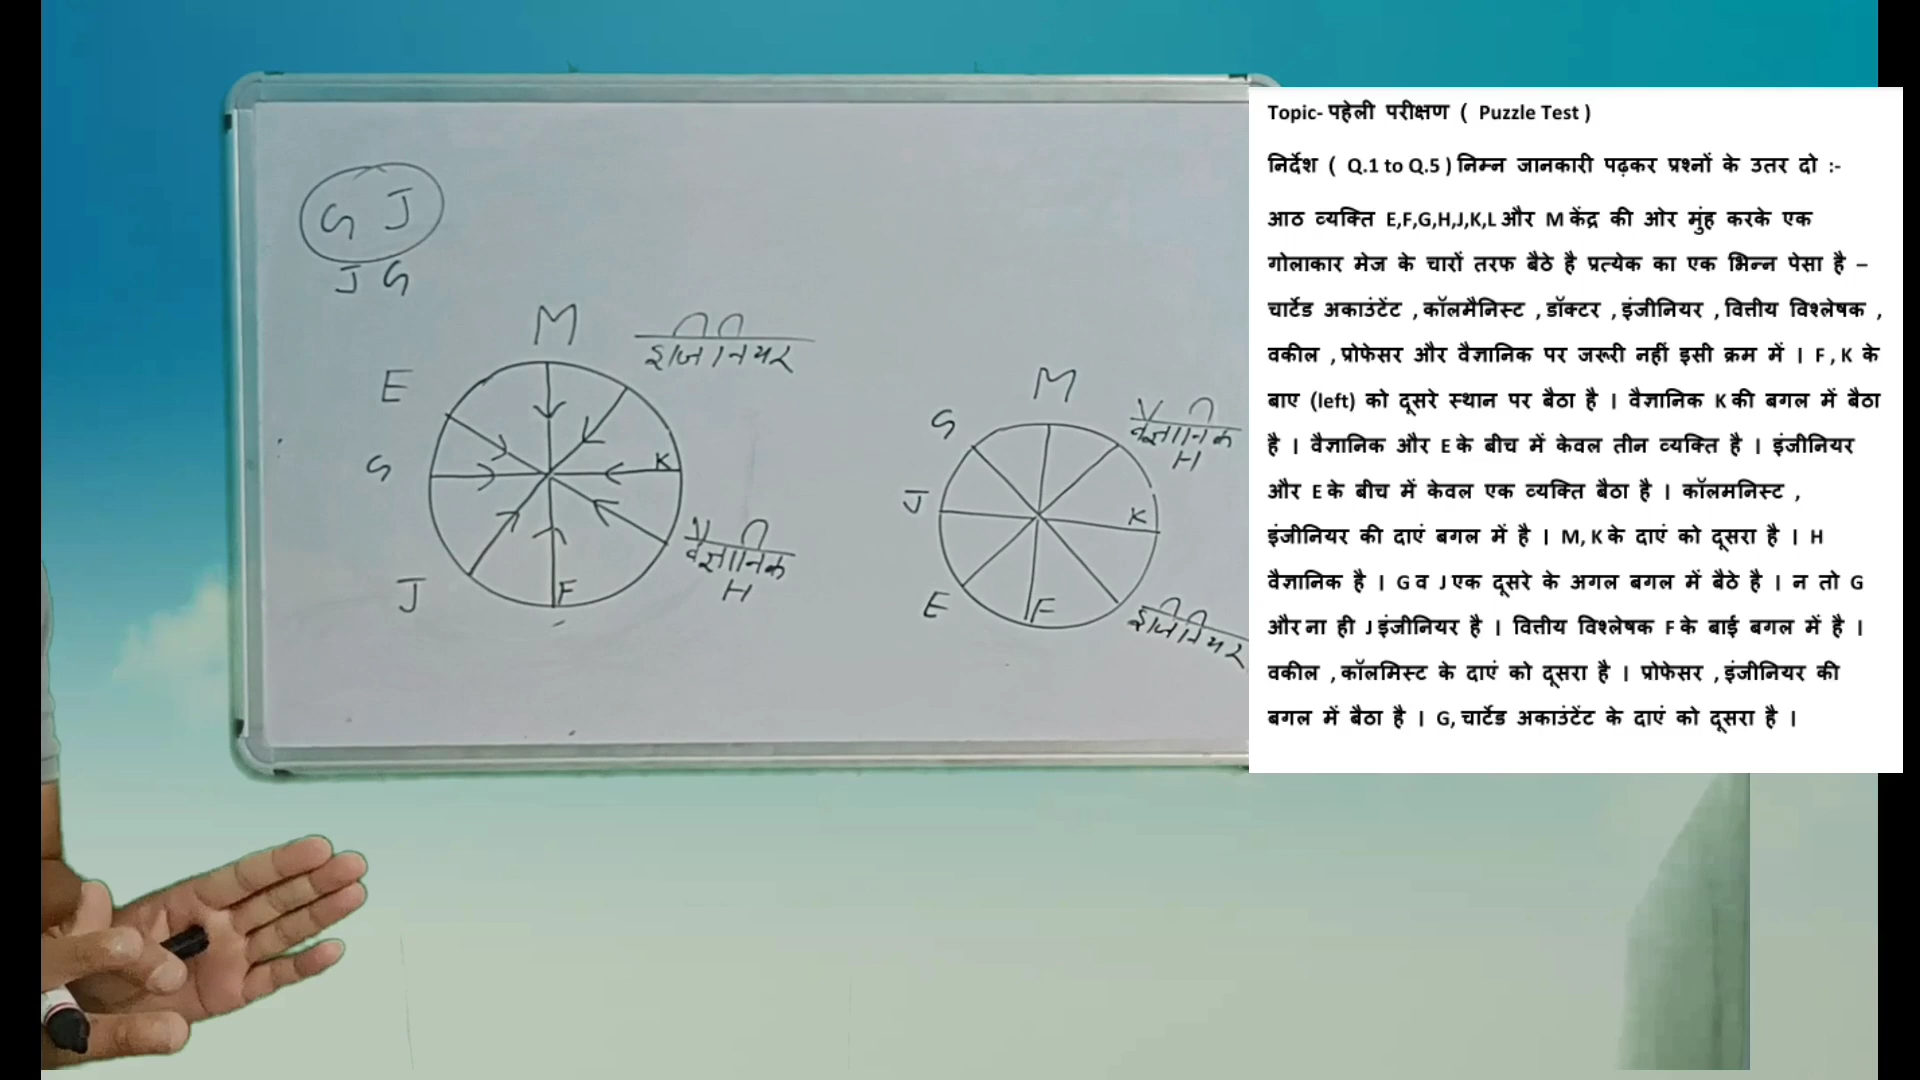 G J
J G
M
इंजिनियर
E
G
K
वैज्ञानिक
H
J
F
M
G
वैज्ञानिक
H
J
K
E
F
इंजिनियर
Topic- पहेली परीक्षण ( Puzzle Test )
निर्देश ( Q.1 to Q.5 ) निम्न जानकारी पढ़कर प्रश्नों के उतर दो :-
आठ व्यक्ति E,F,G,H,J,K,L और M केंद्र की ओर मुंह करके एक
गोलाकार मेज के चारों तरफ बैठे है प्रत्येक का एक भिन्न पेसा है –
चार्टेड अकाउंटेंट , कॉलमैनिस्ट , डॉक्टर , इंजीनियर , वित्तीय विश्लेषक ,
वकील , प्रोफेसर और वैज्ञानिक पर जरूरी नहीं इसी क्रम में । F , K के
बाए (left) को दूसरे स्थान पर बैठा है । वैज्ञानिक K की बगल में बैठा
है । वैज्ञानिक और E के बीच में केवल तीन व्यक्ति है । इंजीनियर
और E के बीच में केवल एक व्यक्ति बैठा है । कॉलमनिस्ट ,
इंजीनियर की दाएं बगल में है । M, K के दाएं को दूसरा है । H
वैज्ञानिक है । G व J एक दूसरे के अगल बगल में बैठे है । न तो G
और ना ही J इंजीनियर है । वित्तीय विश्लेषक F के बाई बगल में है ।
वकील , कॉलमिस्ट के दाएं को दूसरा है । प्रोफेसर , इंजीनियर की
बगल में बैठा है । G, चार्टेड अकाउंटेंट के दाएं को दूसरा है ।